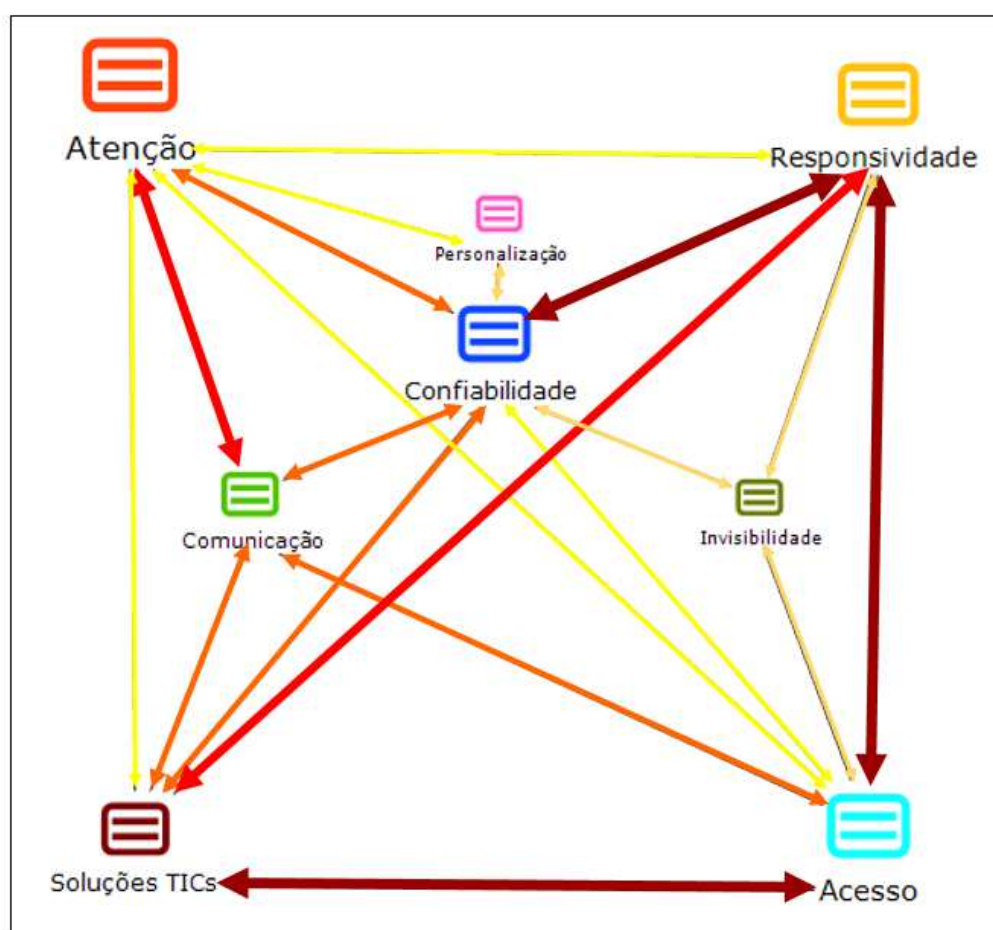 Atenção
Responsividade
Personalização
Confiabilidade
Comunicação
Invisibilidade
Soluções TICs
Acesso